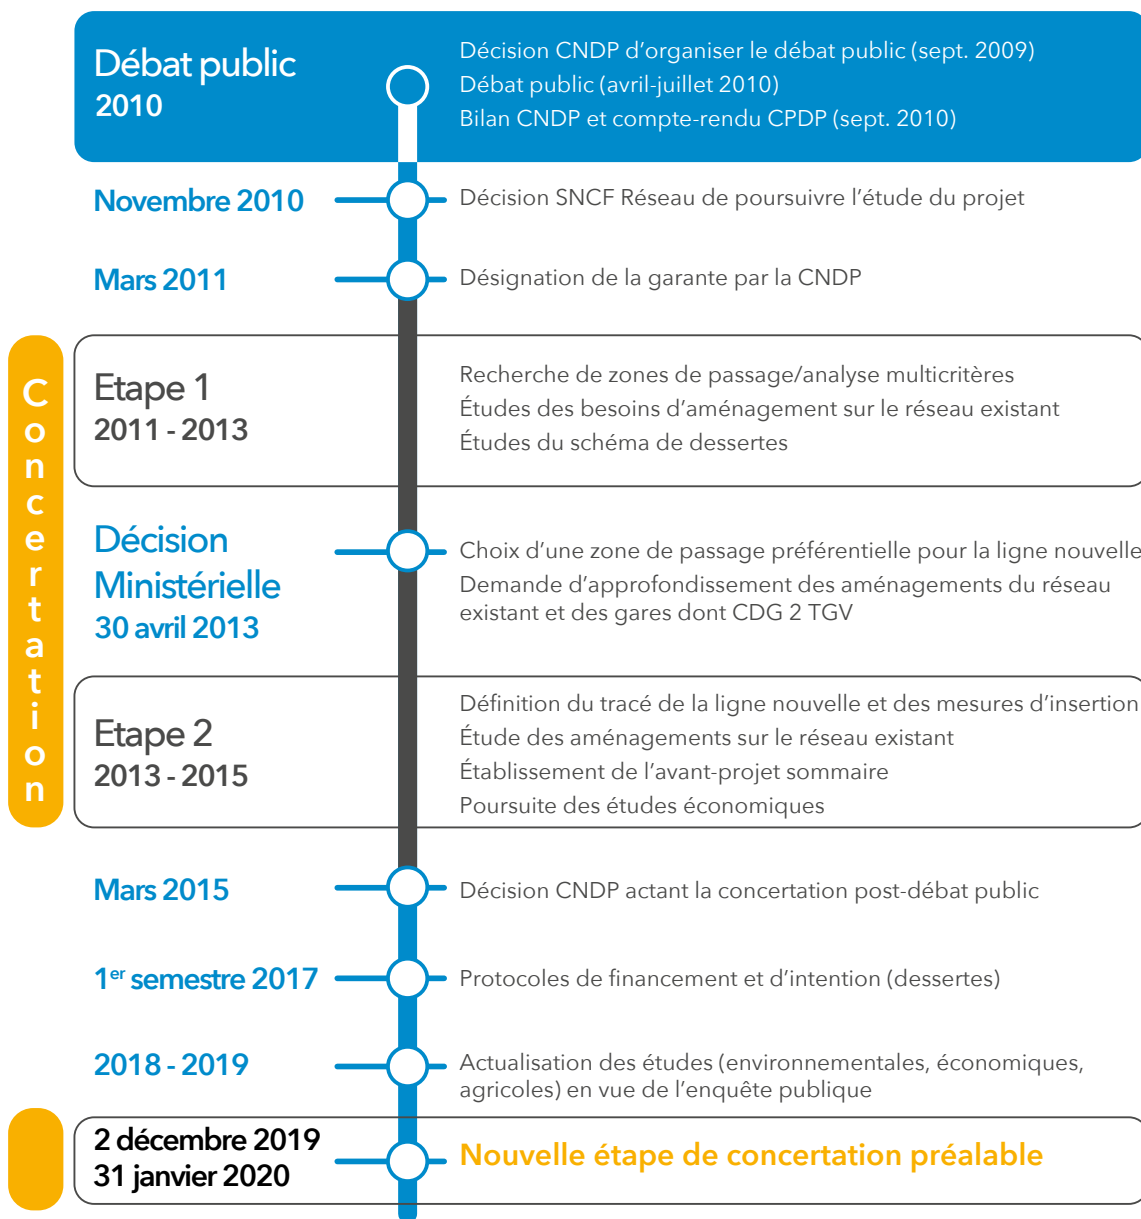 Débat public
2010
Décision CNDP d'organiser le débat public (sept. 2009)
Débat public (avril-juillet 2010)
Bilan CNDP et compte-rendu CPDP (sept. 2010)
Novembre 2010
Décision SNCF Réseau de poursuivre l'étude du projet
Mars 2011
Désignation de la garante par la CNDP
Concertation
Etape 1
2011 - 2013
Recherche de zones de passage/analyse multicritères
Études des besoins d'aménagement sur le réseau existant
Études du schéma de dessertes
Décision
Ministérielle
30 avril 2013
Choix d'une zone de passage préférentielle pour la ligne nouvelle
Demande d'approfondissement des aménagements du réseau
existant et des gares dont CDG 2 TGV
Etape 2
2013 - 2015
Définition du tracé de la ligne nouvelle et des mesures d'insertion
Étude des aménagements sur le réseau existant
Établissement de l'avant-projet sommaire
Poursuite des études économiques
Mars 2015
Décision CNDP actant la concertation post-débat public
1er semestre 2017
Protocoles de financement et d'intention (dessertes)
2018 - 2019
Actualisation des études (environnementales, économiques,
agricoles) en vue de l'enquête publique
2 décembre 2019
31 janvier 2020
Nouvelle étape de concertation préalable